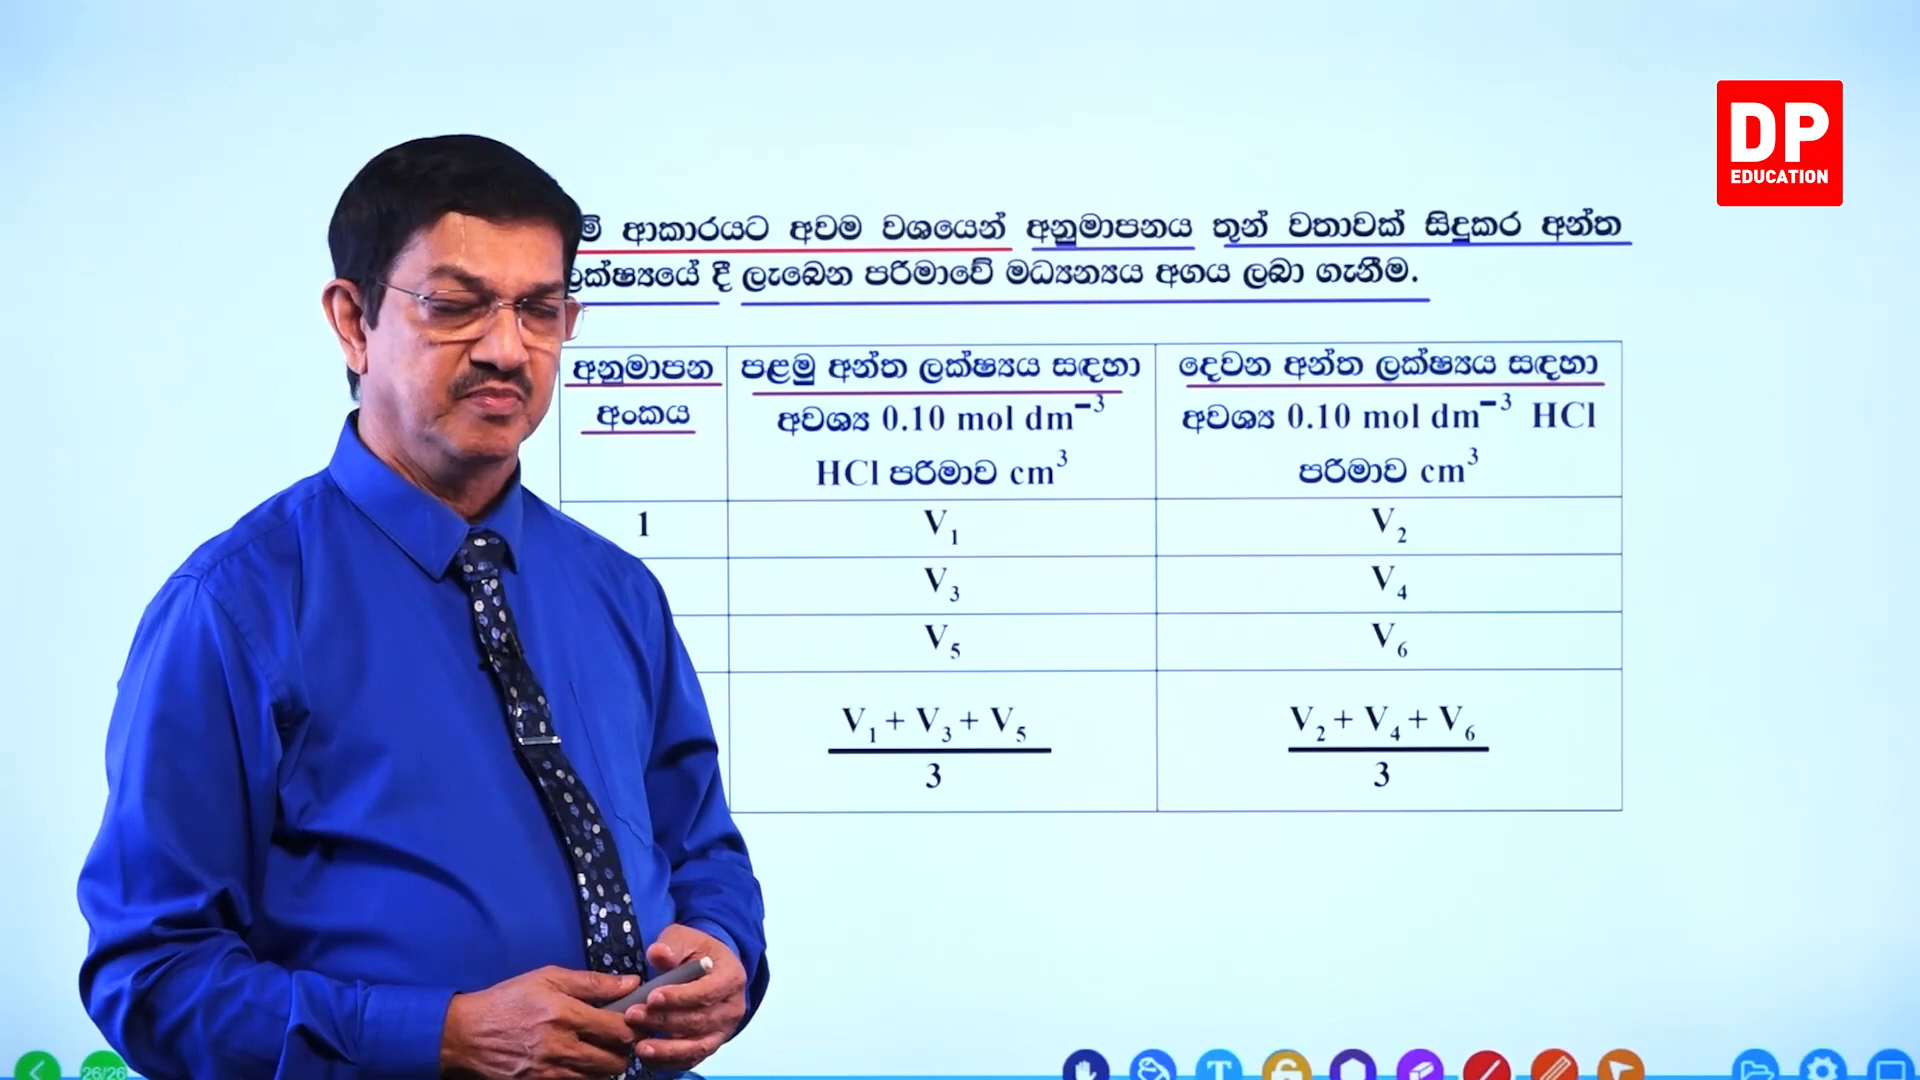 DP
EDUCATION
ආකාරයට අවම වශයෙන් අනුමාපනය තුන් වතාවක් සිදුකර අන්ත
ලක්ෂ්‍යයේ දී ලැබෙන පරිමාවේ මධ්‍යන්‍යය අගය ලබා ගැනීම.
අනුමාපන අංකය
පළමු අන්ත ලක්ෂ්‍යය සඳහා
අවශ්‍ය 0.10 mol dm⁻³
HCl පරිමාව cm³
දෙවන අන්ත ලක්ෂ්‍යය සඳහා
අවශ්‍ය 0.10 mol dm⁻³ HCl
පරිමාව cm³
1 V₁ V₂
V₃ V₄
V₅ V₆
V₁ + V₃ + V₅
3
V₂ + V₄ + V₆
3
26/26